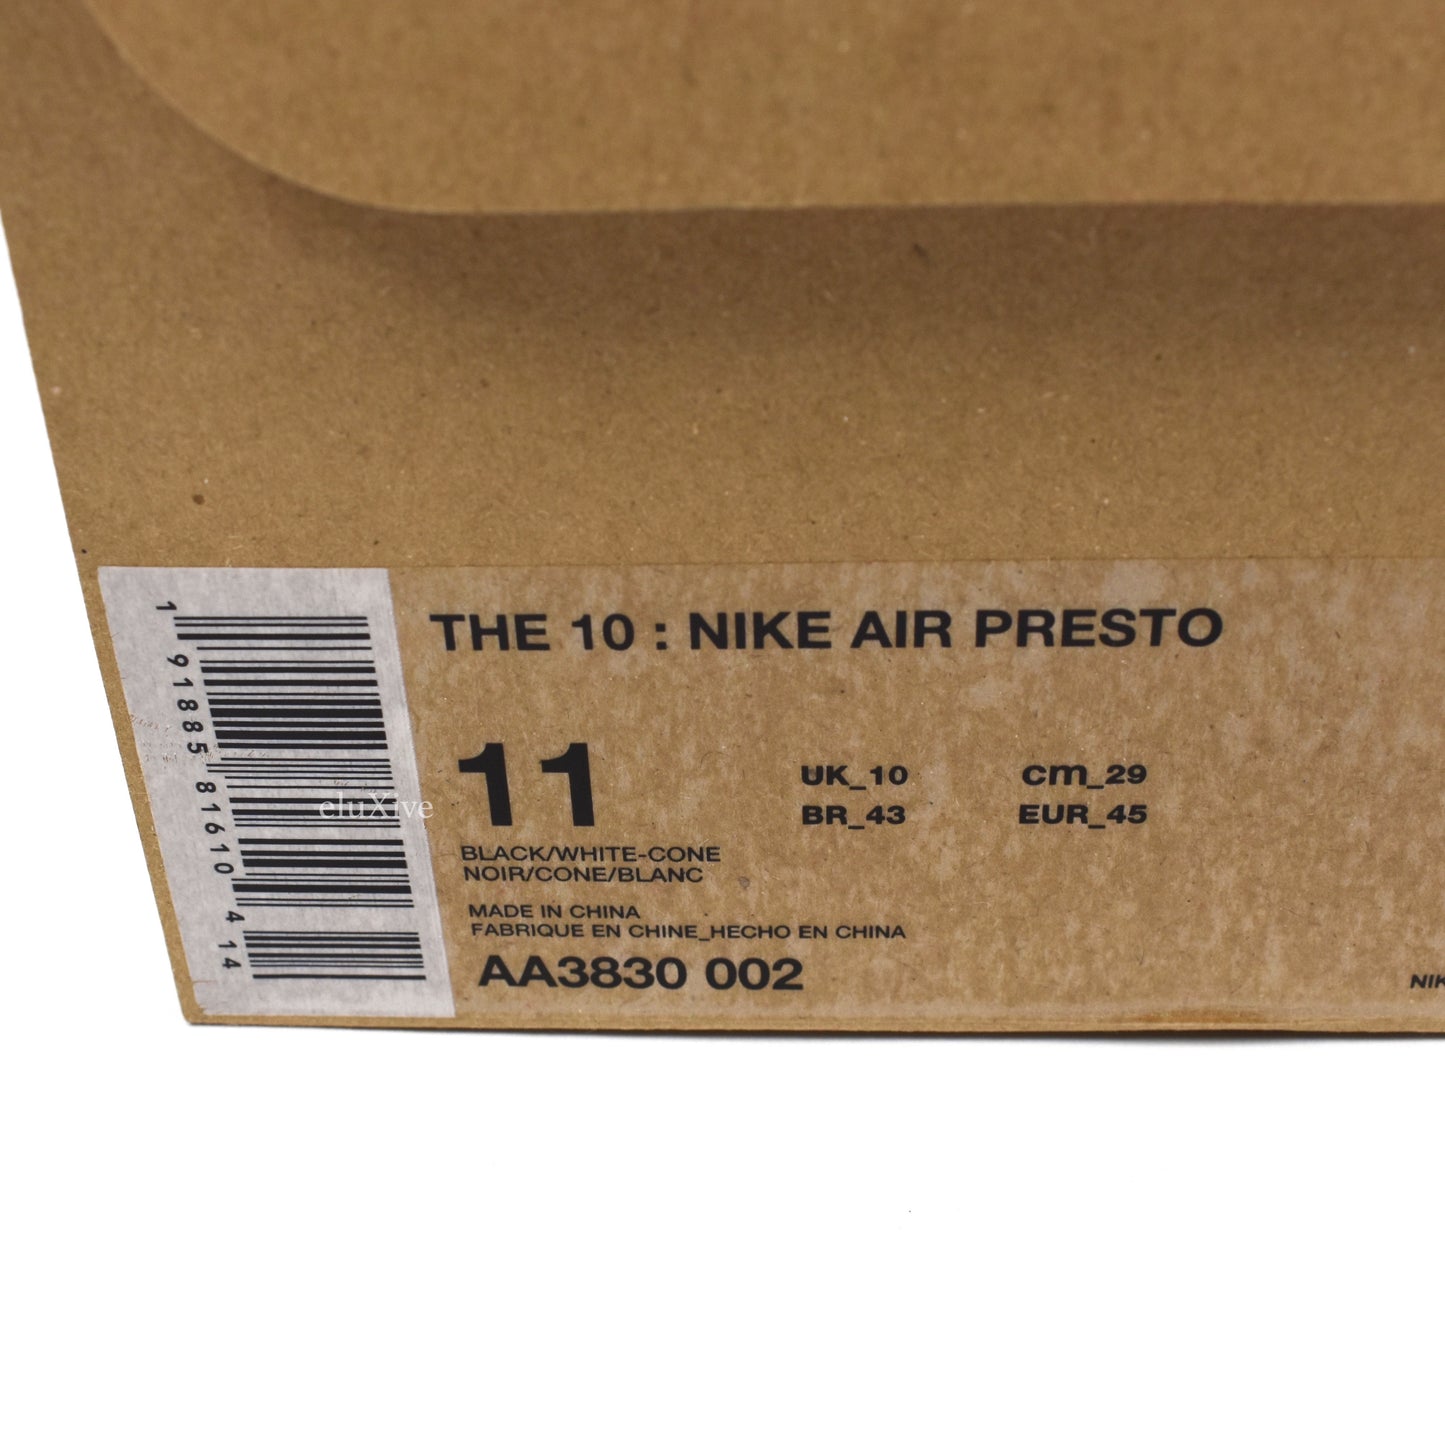 THE 10 : NIKE AIR PRESTO
11
UK_10 cm_29
BR_43 EUR_45
BLACK/WHITE-CONE
NOIR/CONE/BLANC
MADE IN CHINA
FABRIQUE EN CHINE_HECHO EN CHINA
AA3830 002
NIK
1 91885 81610 4 14
eluXive